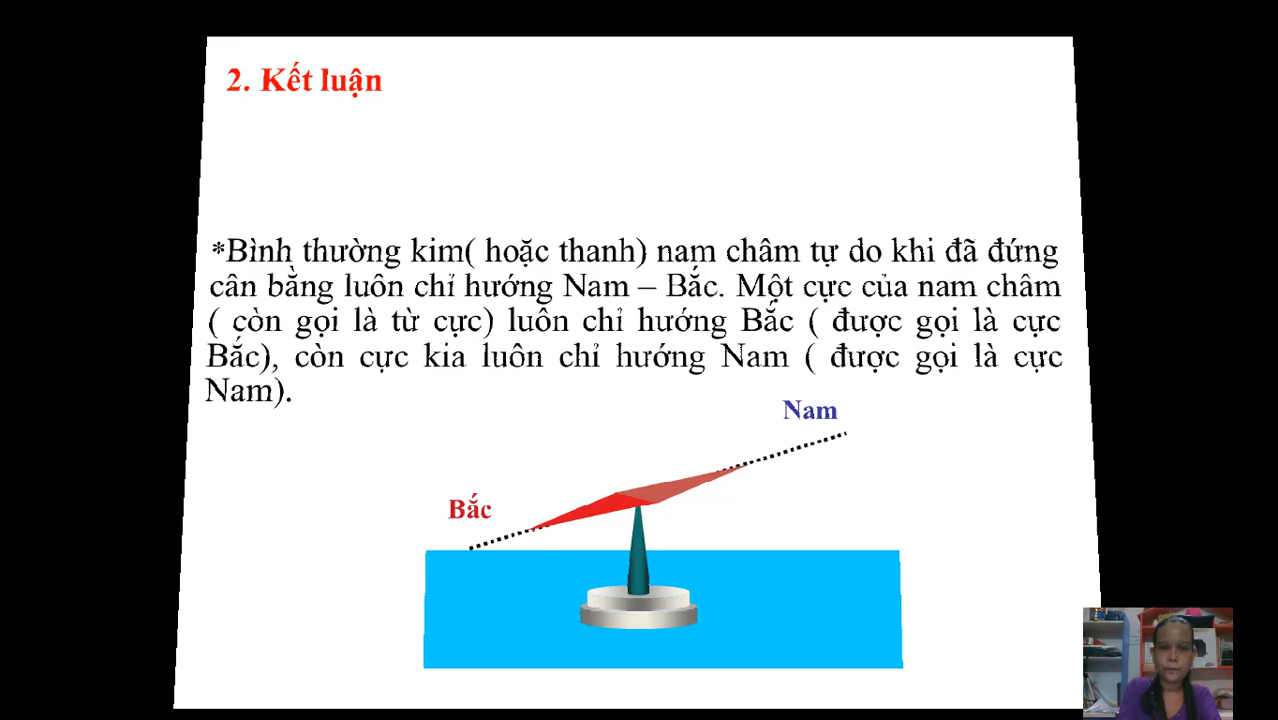 2. Kết luận
*Bình thường kim( hoặc thanh) nam châm tự do khi đã đứng
cân bằng luôn chỉ hướng Nam – Bắc. Một cực của nam châm
( còn gọi là từ cực) luôn chỉ hướng Bắc ( được gọi là cực
Bắc), còn cực kia luôn chỉ hướng Nam ( được gọi là cực
Nam).
Nam
Bắc